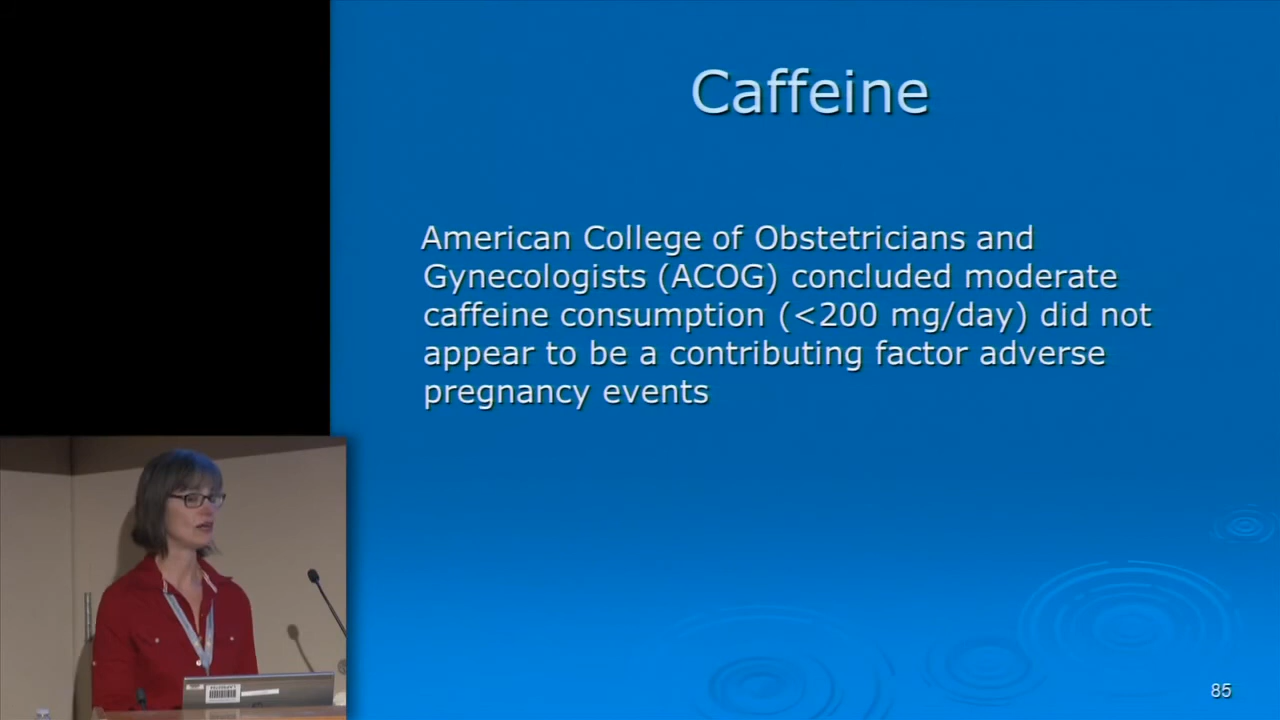 Caffeine
American College of Obstetricians and
Gynecologists (ACOG) concluded moderate
caffeine consumption (<200 mg/day) did not
appear to be a contributing factor adverse
pregnancy events
85